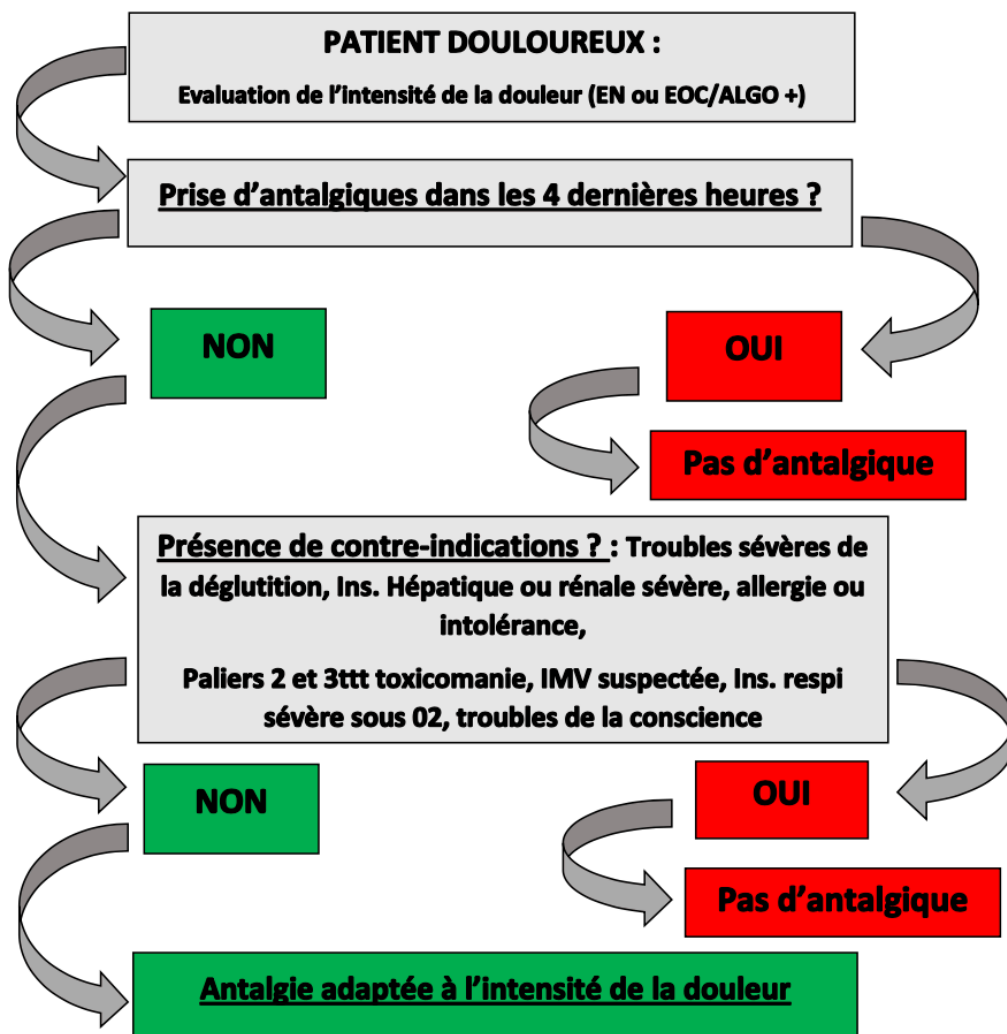 PATIENT DOULOUREUX :
Evaluation de l’intensité de la douleur (EN ou EOC/ALGO +)
Prise d’antalgiques dans les 4 dernières heures ?
NON
OUI
Pas d’antalgique
Présence de contre-indications ? : Troubles sévères de
la déglutition, Ins. Hépatique ou rénale sévère, allergie ou
intolérance,
Paliers 2 et 3ttt toxicomanie, IMV suspectée, Ins. respi
sévère sous 02, troubles de la conscience
NON
OUI
Pas d’antalgique
Antalgie adaptée à l’intensité de la douleur